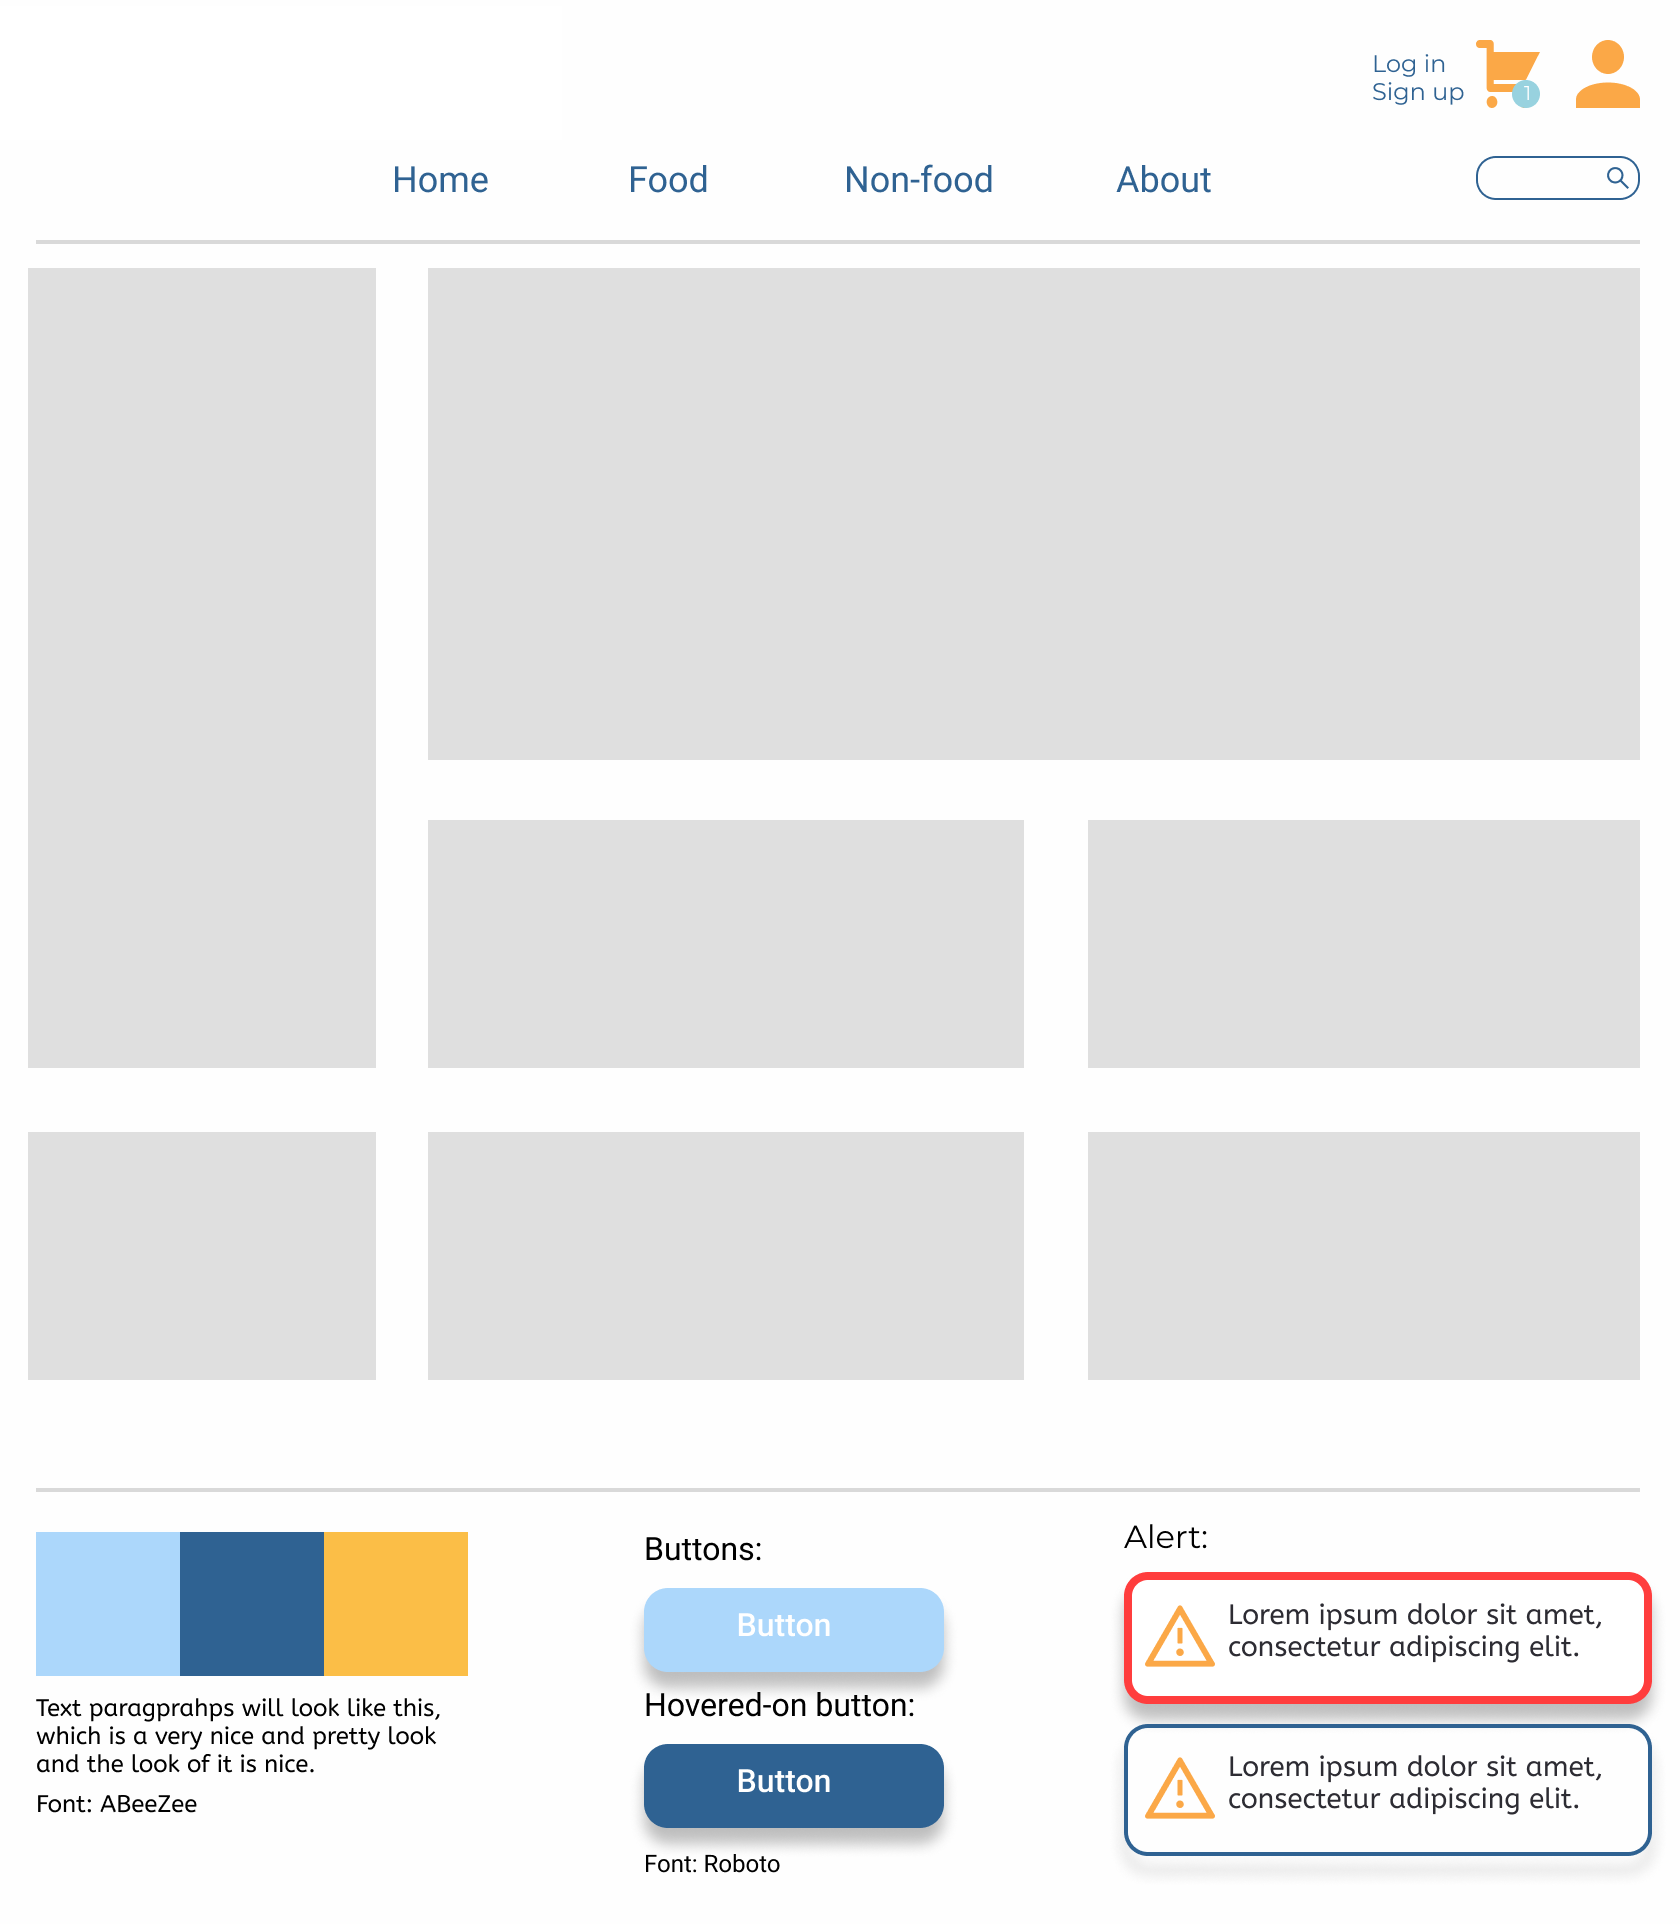 Log in
Sign up
1
Home
Food
Non-food
About
Text paragprahps will look like this,
which is a very nice and pretty look
and the look of it is nice.
Font: ABeeZee
Buttons:
Button
Hovered-on button:
Button
Font: Roboto
Alert:
Lorem ipsum dolor sit amet,
consectetur adipiscing elit.
Lorem ipsum dolor sit amet,
consectetur adipiscing elit.